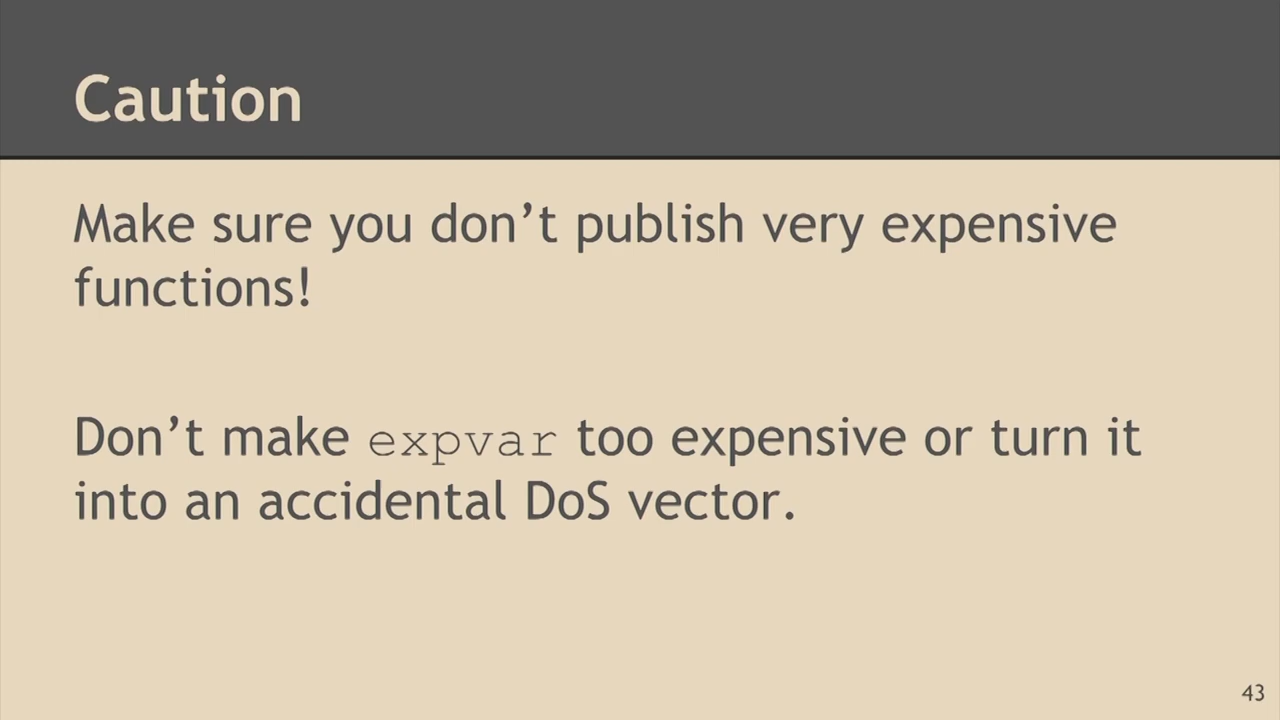 Caution
Make sure you don’t publish very expensive
functions!
Don’t make expvar too expensive or turn it
into an accidental DoS vector.
43